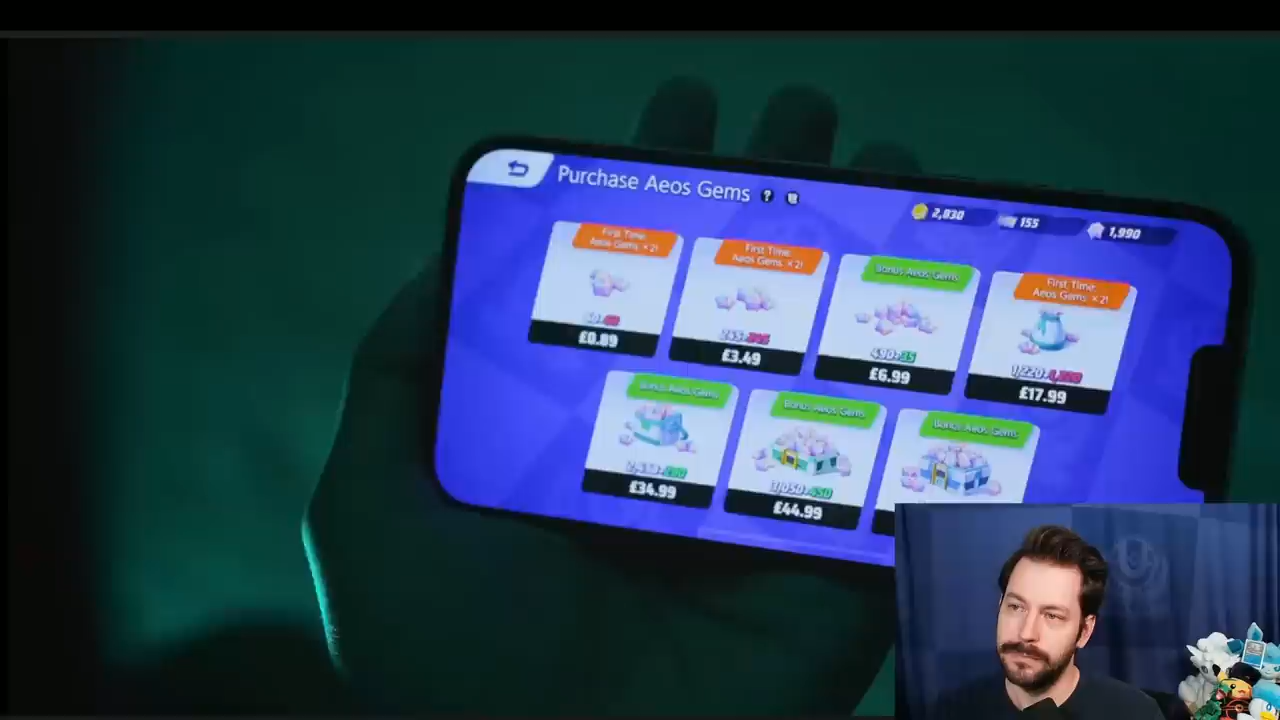 Purchase Aeos Gems
2,830
155
1,990
First Time:
Aeos Gems ×2!
£0.89
First Time:
Aeos Gems ×2!
£3.49
Bonus Aeos Gems
490+35
£6.99
First Time:
Aeos Gems ×2!
£17.99
Bonus Aeos Gems
£34.99
Bonus Aeos Gems
£44.99
Bonus Aeos Gems